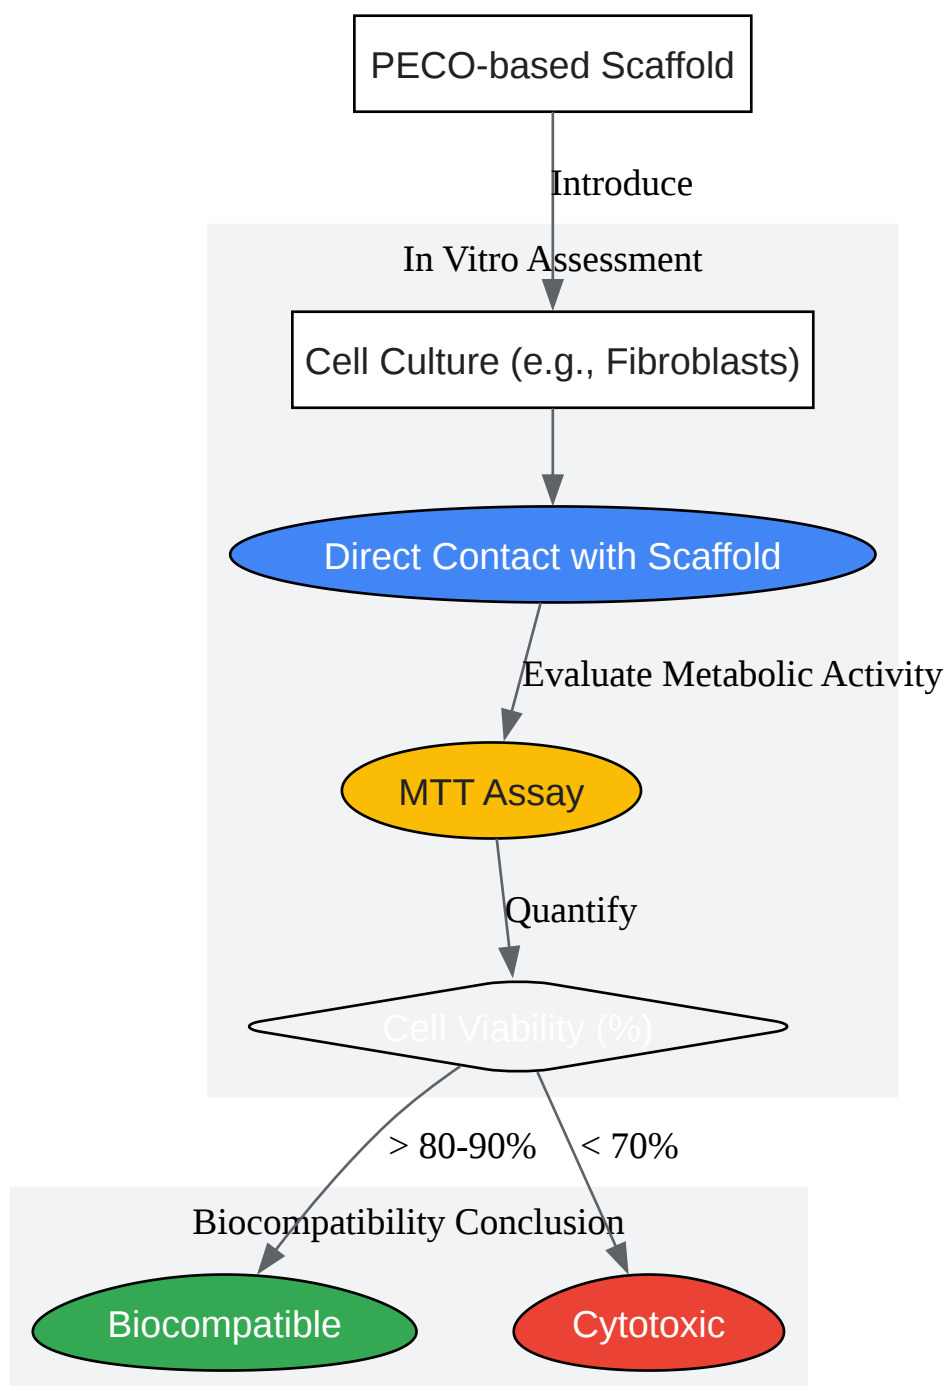 PECO-based Scaffold
Introduce
In Vitro Assessment
Cell Culture (e.g., Fibroblasts)
Direct Contact with Scaffold
Evaluate Metabolic Activity
MTT Assay
Quantify
Cell Viability (%)
> 80-90%
< 70%
Biocompatibility Conclusion
Biocompatible
Cytotoxic